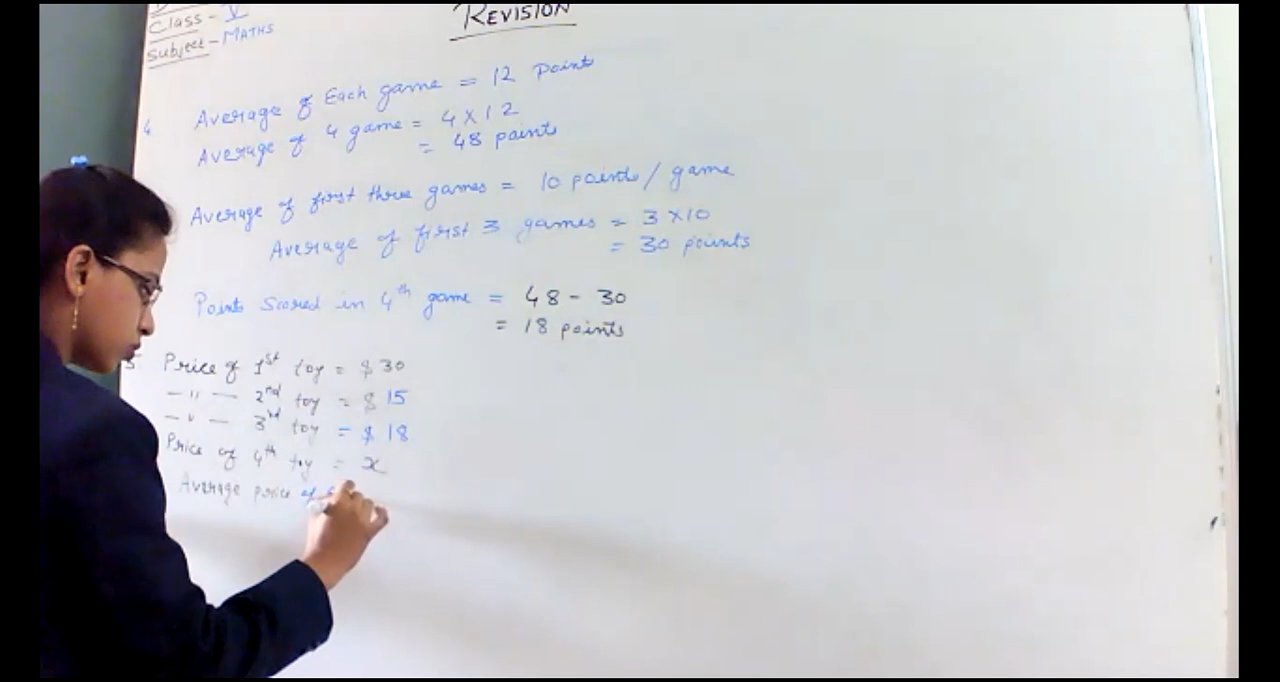 REVISION
Class - V
Subject - MATHS
4 Average of Each game = 12 Point
Average of 4 game = 4 X 12
= 48 points
Average of first three games = 10 points / game
Average of first 3 games = 3 X 10
= 30 points
Points Scored in 4th game = 48 - 30
= 18 points
5 Price of 1st toy = $ 30
— " — 2nd toy = $ 15
— " — 3rd toy = $ 18
Price of 4th toy = x
Average price of